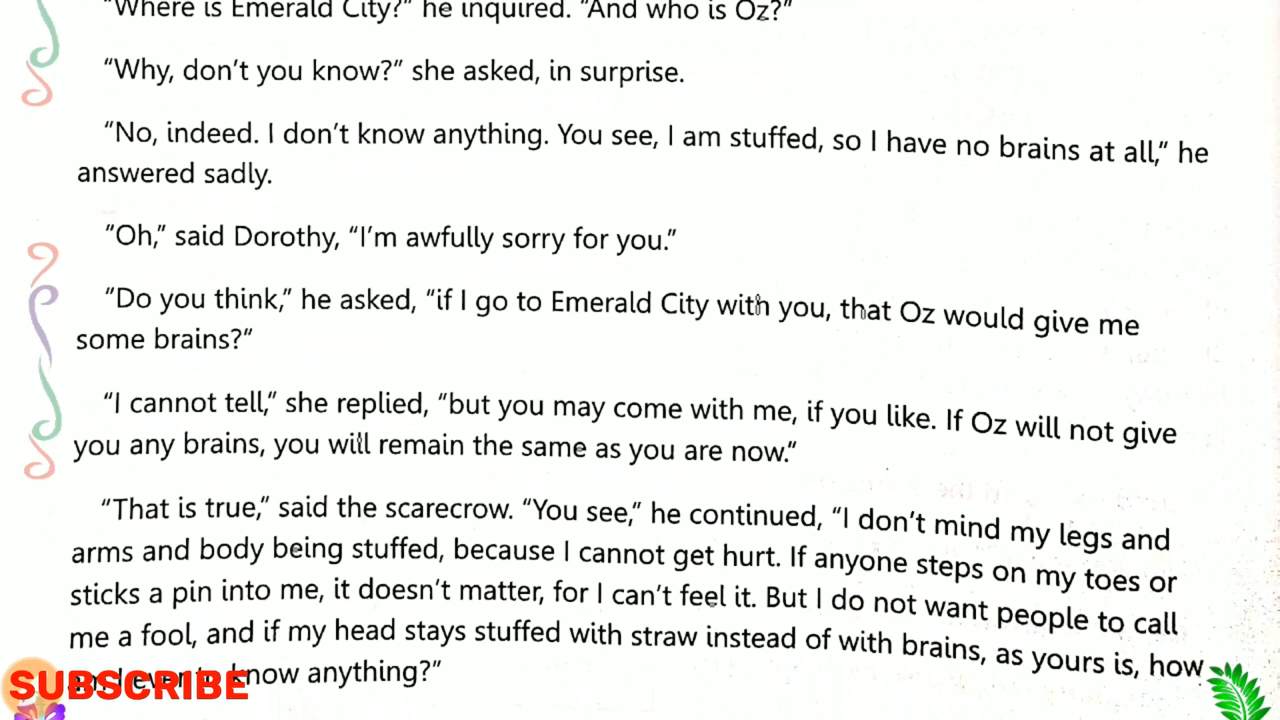 "Where is Emerald City?" he inquired. "And who is Oz?"
"Why, don't you know?" she asked, in surprise.
"No, indeed. I don't know anything. You see, I am stuffed, so I have no brains at all," he
answered sadly.
"Oh," said Dorothy, "I'm awfully sorry for you."
"Do you think," he asked, "if I go to Emerald City with you, that Oz would give me
some brains?"
"I cannot tell," she replied, "but you may come with me, if you like. If Oz will not give
you any brains, you will remain the same as you are now."
"That is true," said the scarecrow. "You see," he continued, "I don't mind my legs and
arms and body being stuffed, because I cannot get hurt. If anyone steps on my toes or
sticks a pin into me, it doesn't matter, for I can't feel it. But I do not want people to call
me a fool, and if my head stays stuffed with straw instead of with brains, as yours is, how
am I ever to know anything?"
SUBSCRIBE